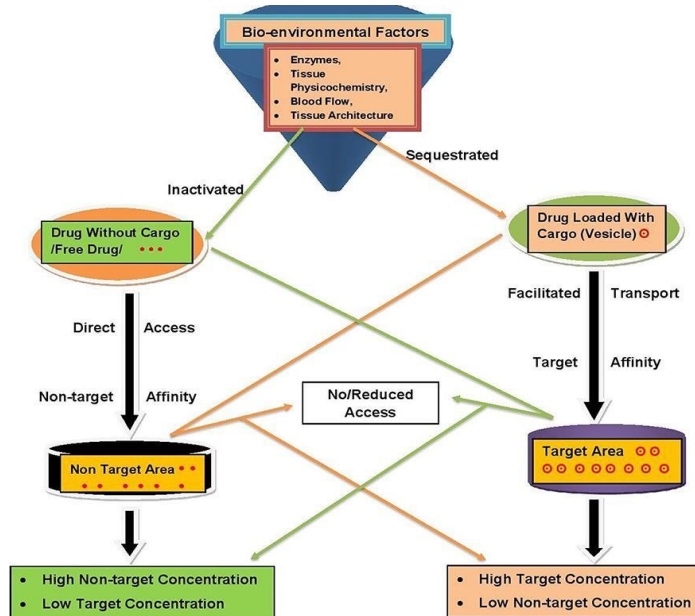 Bio-environmental Factors
• Enzymes,
• Tissue
Physicochemistry,
• Blood Flow,
• Tissue Architecture
Inactivated
Sequestrated
Drug Without Cargo
/Free Drug/
Drug Loaded With
Cargo (Vesicle)
Direct Access
Non-target Affinity
Facilitated Transport
Target Affinity
No/Reduced
Access
Non Target Area
Target Area
• High Non-target Concentration
• Low Target Concentration
• High Target Concentration
• Low Non-target Concentration